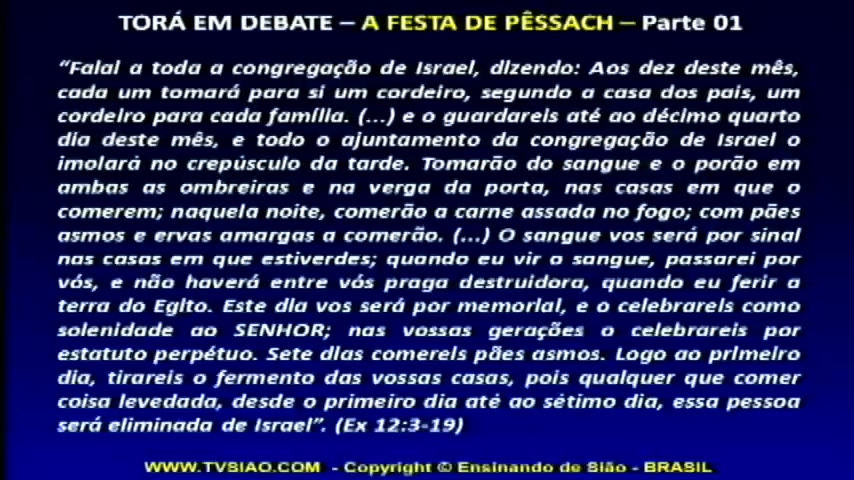 TORÁ EM DEBATE – A FESTA DE PÊSSACH – Parte 01
“Falai a toda a congregação de Israel, dizendo: Aos dez deste mês,
cada um tomará para si um cordeiro, segundo a casa dos pais, um
cordeiro para cada família. (...) e o guardareis até ao décimo quarto
dia deste mês, e todo o ajuntamento da congregação de Israel o
imolará no crepúsculo da tarde. Tomarão do sangue e o porão em
ambas as ombreiras e na verga da porta, nas casas em que o
comerem; naquela noite, comerão a carne assada no fogo; com pães
asmos e ervas amargas a comerão. (...) O sangue vos será por sinal
nas casas em que estiverdes; quando eu vir o sangue, passarei por
vós, e não haverá entre vós praga destruidora, quando eu ferir a
terra do Egito. Este dia vos será por memorial, e o celebrareis como
solenidade ao SENHOR; nas vossas gerações o celebrareis por
estatuto perpétuo. Sete dias comereis pães asmos. Logo ao primeiro
dia, tirareis o fermento das vossas casas, pois qualquer que comer
coisa levedada, desde o primeiro dia até ao sétimo dia, essa pessoa
será eliminada de Israel”. (Ex 12:3-19)
WWW.TVSIAO.COM - Copyright © Ensinando de Sião - BRASIL